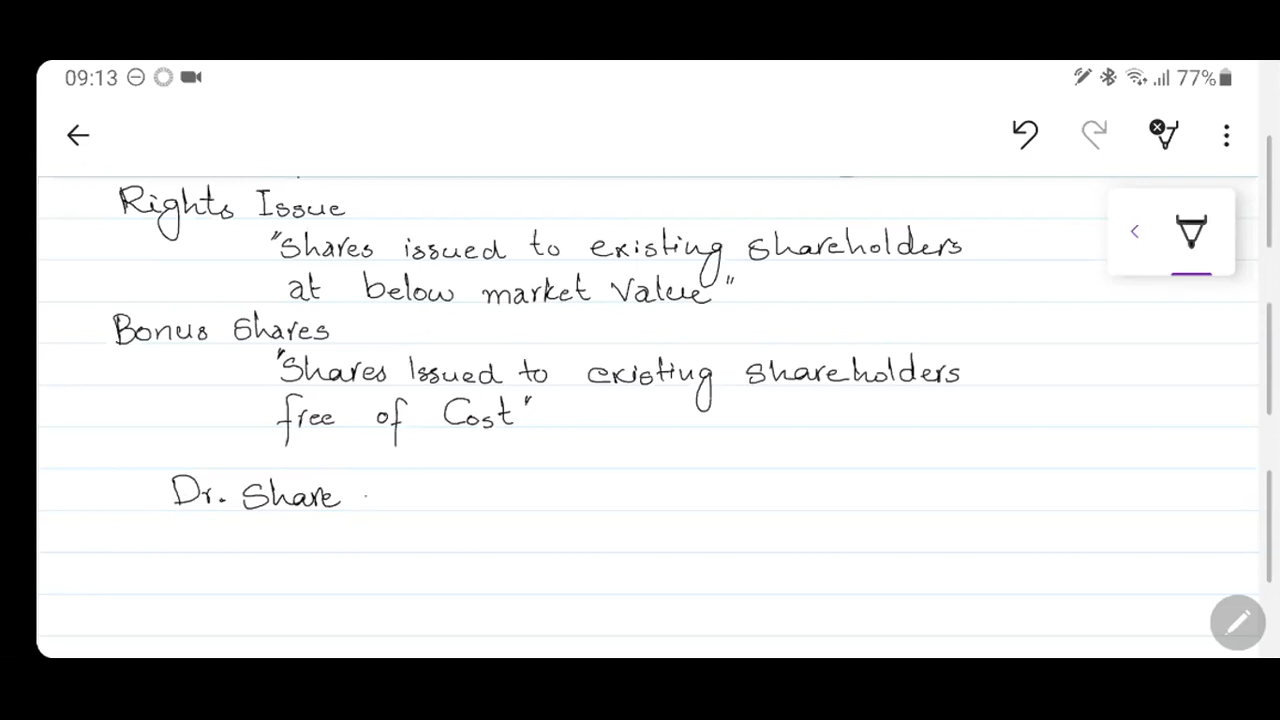 09:13
77%
Rights Issue
"Shares issued to existing shareholders
at below market Value"
Bonus Shares
"Shares Issued to existing shareholders
free of Cost"
Dr. Share